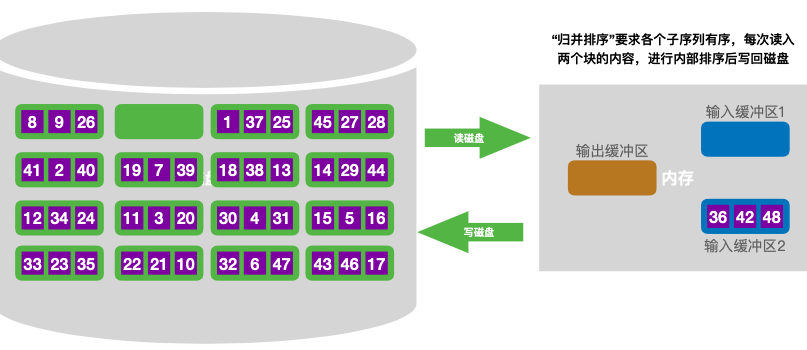 “归并排序”要求各个子序列有序，每次读入
两个块的内容，进行内部排序后写回磁盘
8 9 26
1 37 25
45 27 28
41 2 40
19 7 39
18 38 13
14 29 44
12 34 24
11 3 20
30 4 31
15 5 16
33 23 35
22 21 10
32 6 47
43 46 17
读磁盘
写磁盘
输入缓冲区1
输出缓冲区
内存
36 42 48
输入缓冲区2